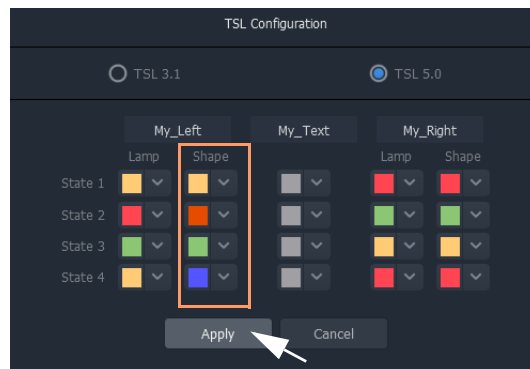 TSL Configuration
TSL 3.1 TSL 5.0
My_Left My_Text My_Right
Lamp Shape Lamp Shape
State 1
State 2
State 3
State 4
Apply Cancel